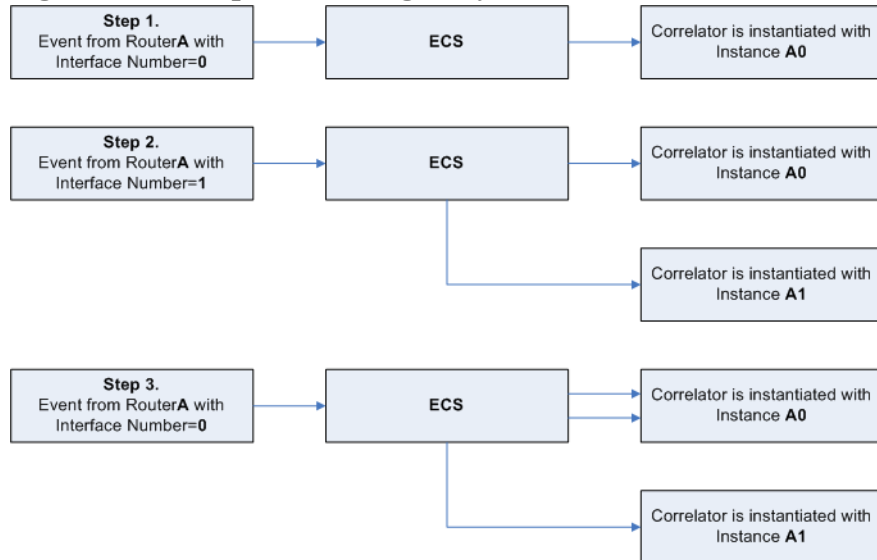 Step 1.
Event from RouterA with
Interface Number=0
ECS
Correlator is instantiated with
Instance A0
Step 2.
Event from RouterA with
Interface Number=1
ECS
Correlator is instantiated with
Instance A0
Correlator is instantiated with
Instance A1
Step 3.
Event from RouterA with
Interface Number=0
ECS
Correlator is instantiated with
Instance A0
Correlator is instantiated with
Instance A1